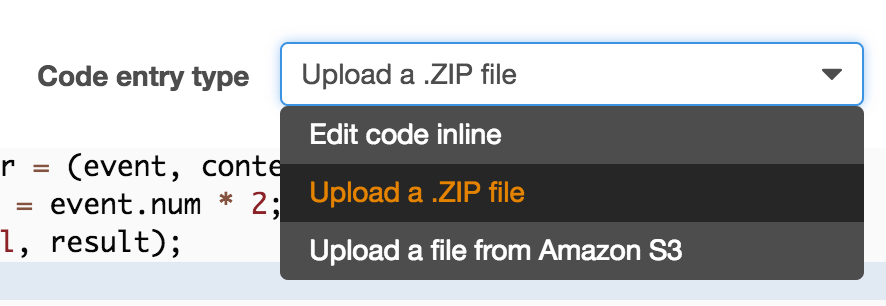 Code entry type
Upload a .ZIP file
Edit code inline
r = (event, conte
Upload a .ZIP file
= event.num * 2;
Upload a file from Amazon S3
l, result);